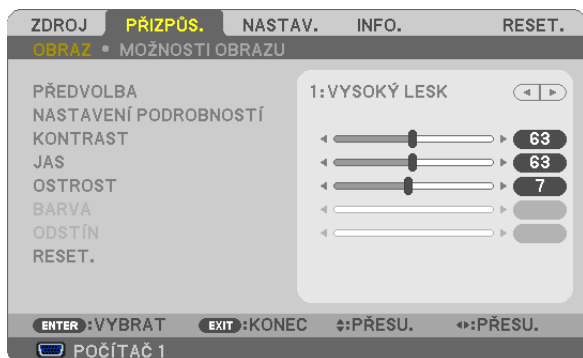 ZDROJ PŘIZPŮS. NASTAV. INFO. RESET.
OBRAZ • MOŽNOSTI OBRAZU
PŘEDVOLBA 1:VYSOKÝ LESK
NASTAVENÍ PODROBNOSTÍ
KONTRAST 63
JAS 63
OSTROST 7
BARVA
ODSTÍN
RESET.
ENTER:VYBRAT EXIT:KONEC :PŘESU. :PŘESU.
POČÍTAČ 1